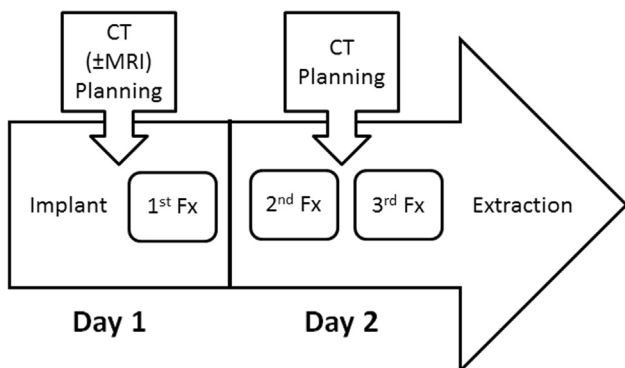 CT
(±MRI)
Planning
CT
Planning
Implant
1st Fx
2nd Fx
3rd Fx
Extraction
Day 1
Day 2